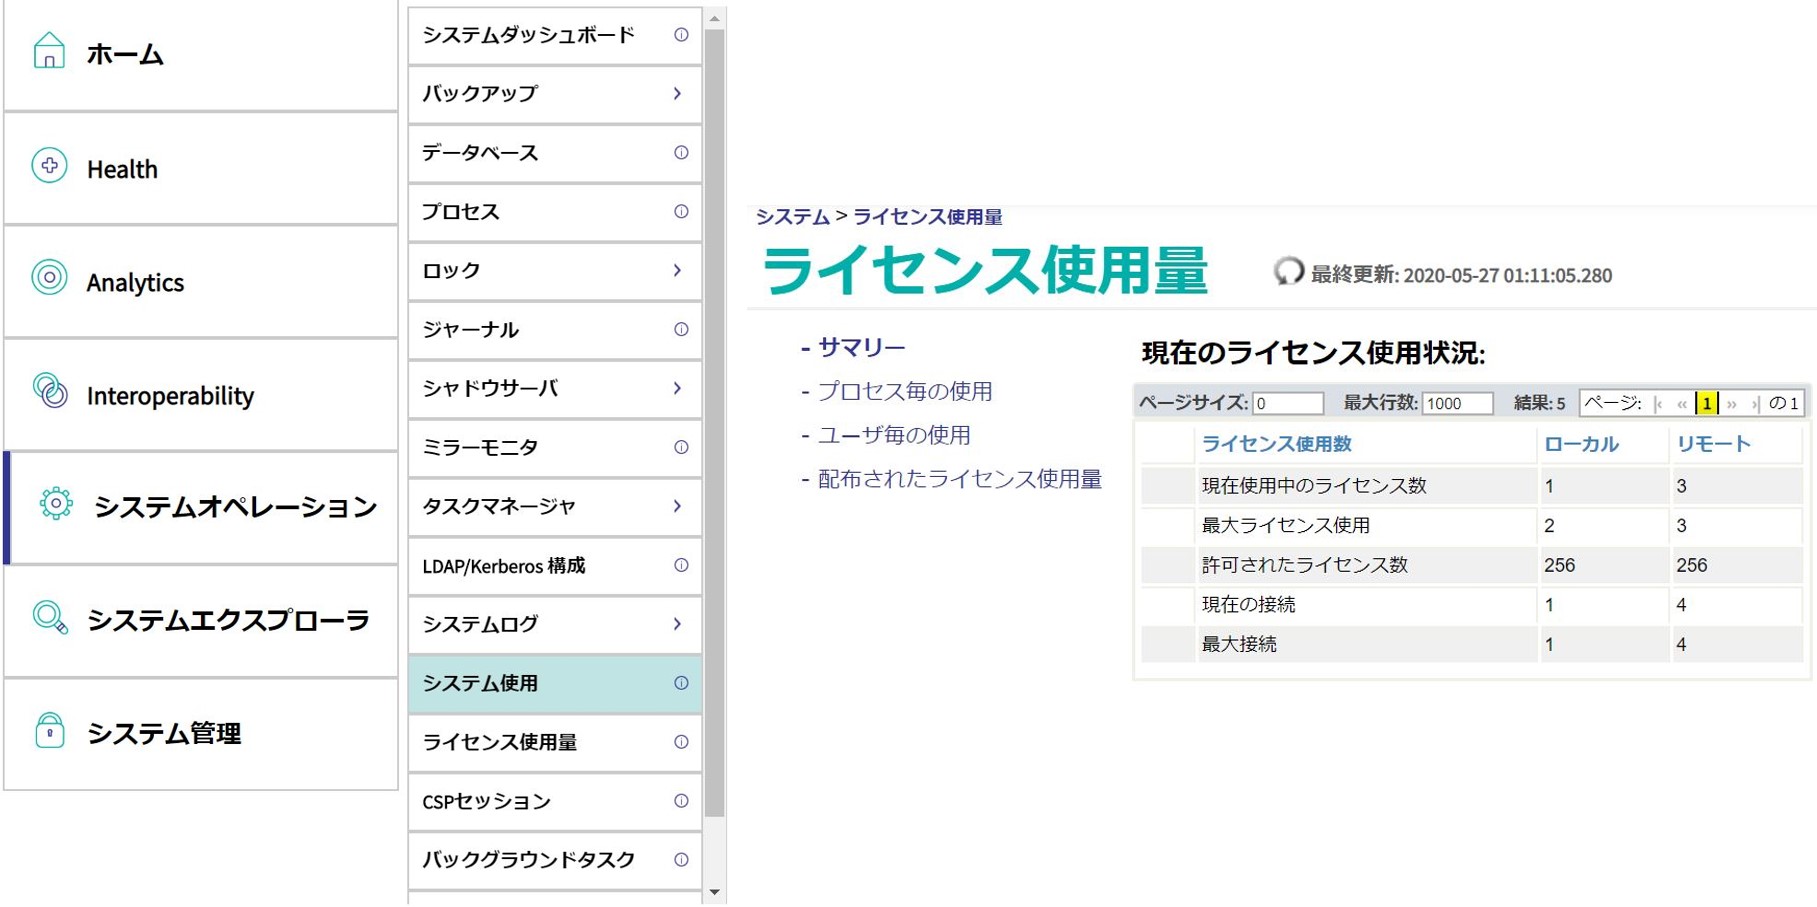 ホーム
Health
Analytics
Interoperability
システムオペレーション
システムエクスプローラ
システム管理
システムダッシュボード
バックアップ
データベース
プロセス
ロック
ジャーナル
シャドウサーバ
ミラーモニタ
タスクマネージャ
LDAP/Kerberos 構成
システムログ
システム使用
ライセンス使用量
CSPセッション
バックグラウンドタスク
システム > ライセンス使用量
ライセンス使用量
最終更新: 2020-05-27 01:11:05.280
- サマリー
- プロセス毎の使用
- ユーザ毎の使用
- 配布されたライセンス使用量
現在のライセンス使用状況:
ページサイズ: 0 最大行数: 1000 結果: 5 ページ: |‹ « 1 » ›| の 1
ライセンス使用数 ローカル リモート
現在使用中のライセンス数 1 3
最大ライセンス使用 2 3
許可されたライセンス数 256 256
現在の接続 1 4
最大接続 1 4